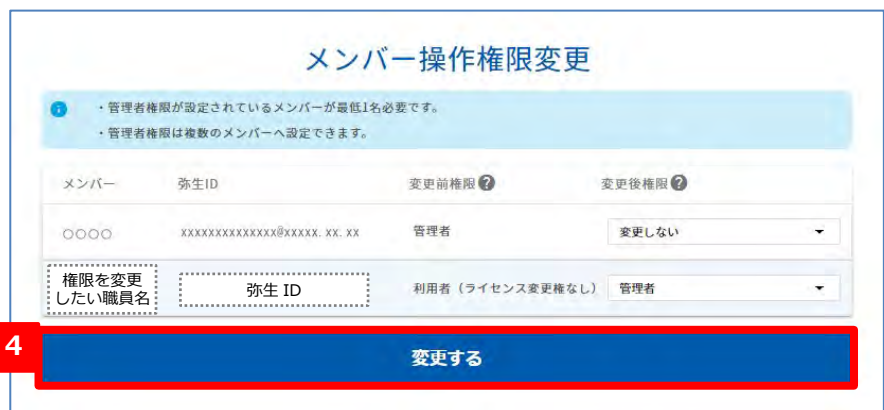 メンバー操作権限変更
・管理者権限が設定されているメンバーが最低1名必要です。
・管理者権限は複数のメンバーへ設定できます。
メンバー 弥生ID 変更前権限 ? 変更後権限 ?
○○○○ xxxxxxxxxxxxxx@xxxxx.xx.xx 管理者 変更しない
権限を変更
したい職員名 弥生 ID 利用者（ライセンス変更権なし） 管理者
4 変更する